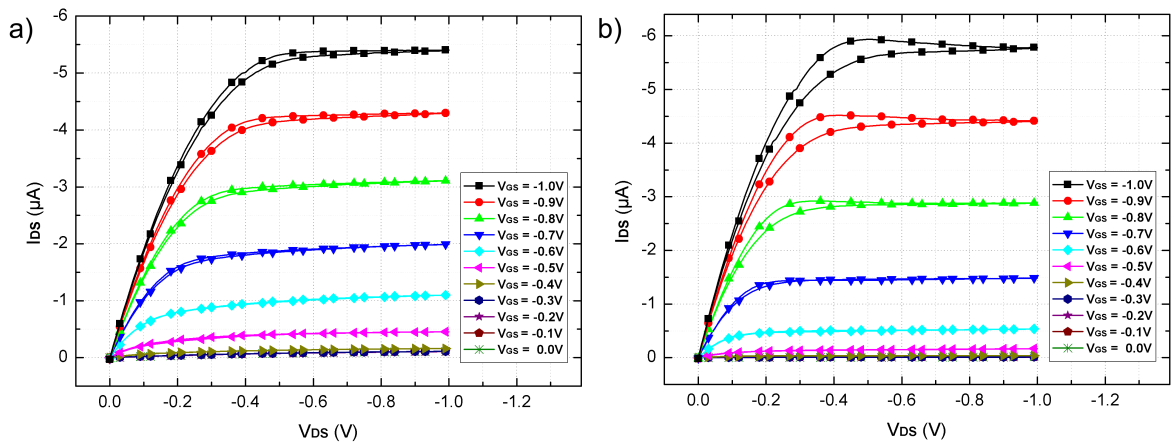 a)
-6
-5
-4
-3
-2
-1
0
IDS (µA)
0.0 -0.2 -0.4 -0.6 -0.8 -1.0 -1.2
VDS (V)
VGS = -1.0V
VGS = -0.9V
VGS = -0.8V
VGS = -0.7V
VGS = -0.6V
VGS = -0.5V
VGS = -0.4V
VGS = -0.3V
VGS = -0.2V
VGS = -0.1V
VGS = 0.0V
b)
-6
-5
-4
-3
-2
-1
0
IDS (µA)
0.0 -0.2 -0.4 -0.6 -0.8 -1.0 -1.2
VDS (V)
VGS = -1.0V
VGS = -0.9V
VGS = -0.8V
VGS = -0.7V
VGS = -0.6V
VGS = -0.5V
VGS = -0.4V
VGS = -0.3V
VGS = -0.2V
VGS = -0.1V
VGS = 0.0V